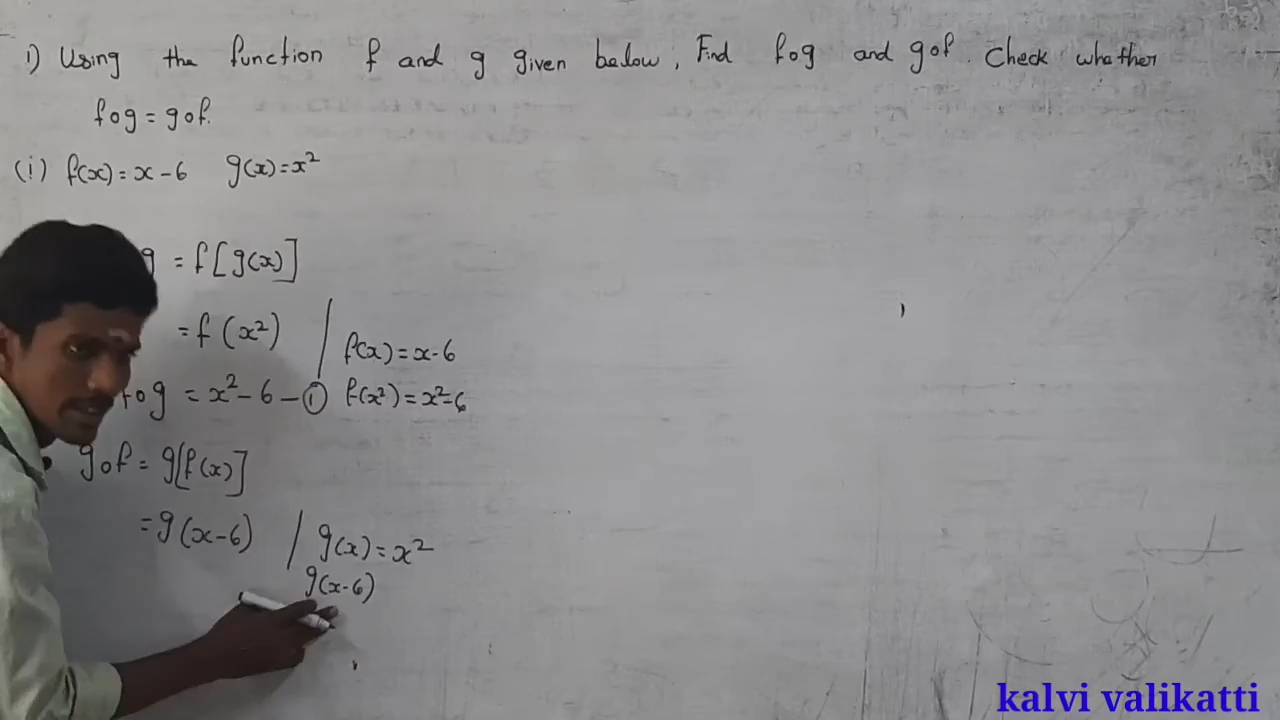 1) Using the function f and g given below, Find fog and gof. Check whether
fog = gof.
(i) f(x) = x - 6 g(x) = x²
g = f[g(x)]
= f(x²)
f(x) = x - 6
fog = x² - 6 - ①
f(x²) = x² - 6
gof = g[f(x)]
= g(x - 6)
g(x) = x²
g(x - 6)
kalvi valikatti